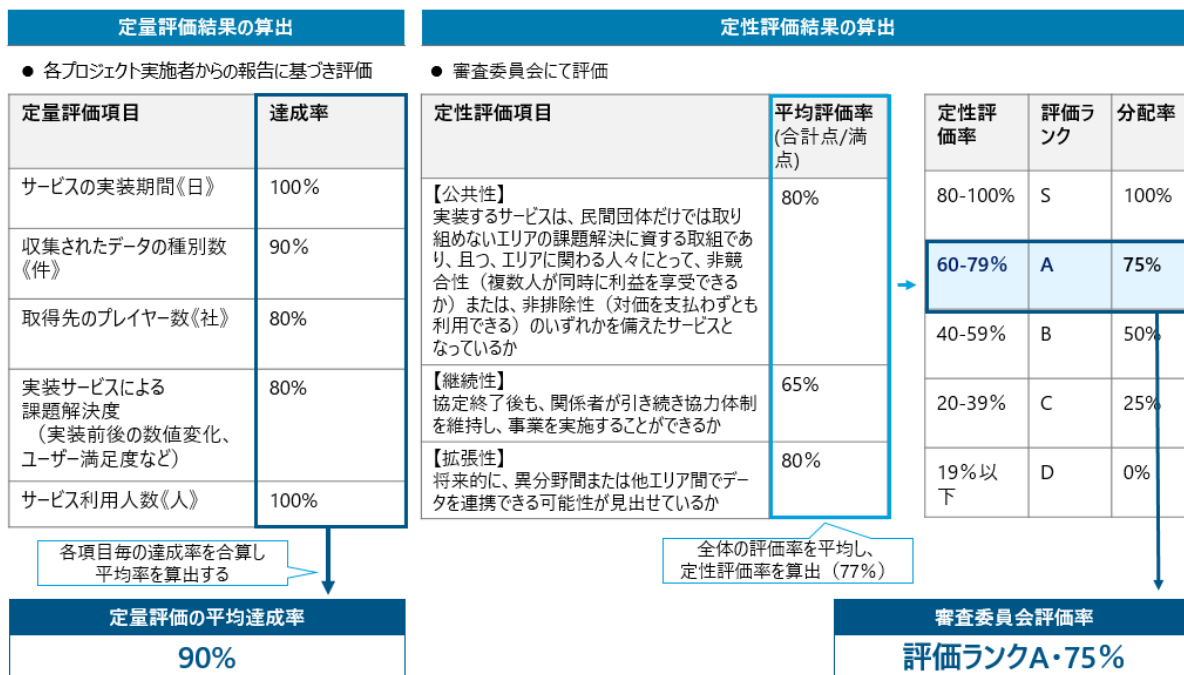 定量評価結果の算出
● 各プロジェクト実施者からの報告に基づき評価
定量評価項目
達成率
サービスの実装期間《日》
100%
収集されたデータの種別数
《件》
90%
取得先のプレイヤー数《社》
80%
実装サービスによる
課題解決度
（実装前後の数値変化、
ユーザー満足度など）
80%
サービス利用人数《人》
100%
各項目毎の達成率を合算し
平均率を算出する
定量評価の平均達成率
90%
定性評価結果の算出
● 審査委員会にて評価
定性評価項目
平均評価率
(合計点/満
点)
【公共性】
実装するサービスは、民間団体だけでは取り
組めないエリアの課題解決に資する取組であ
り、且つ、エリアに関わる人々にとって、非競
合性（複数人が同時に利益を享受できる
か）または、非排除性（対価を支払わずとも
利用できる）のいずれかを備えたサービスと
なっているか
80%
【継続性】
協定終了後も、関係者が引き続き協力体制
を維持し、事業を実施することができるか
65%
【拡張性】
将来的に、異分野間または他エリア間でデー
タを連携できる可能性が見出せているか
80%
全体の評価率を平均し、
定性評価率を算出（77%）
定性評
価率
評価ラ
ンク
分配率
80-100%
S
100%
60-79%
A
75%
40-59%
B
50%
20-39%
C
25%
19%以
下
D
0%
審査委員会評価率
評価ランクA・75%